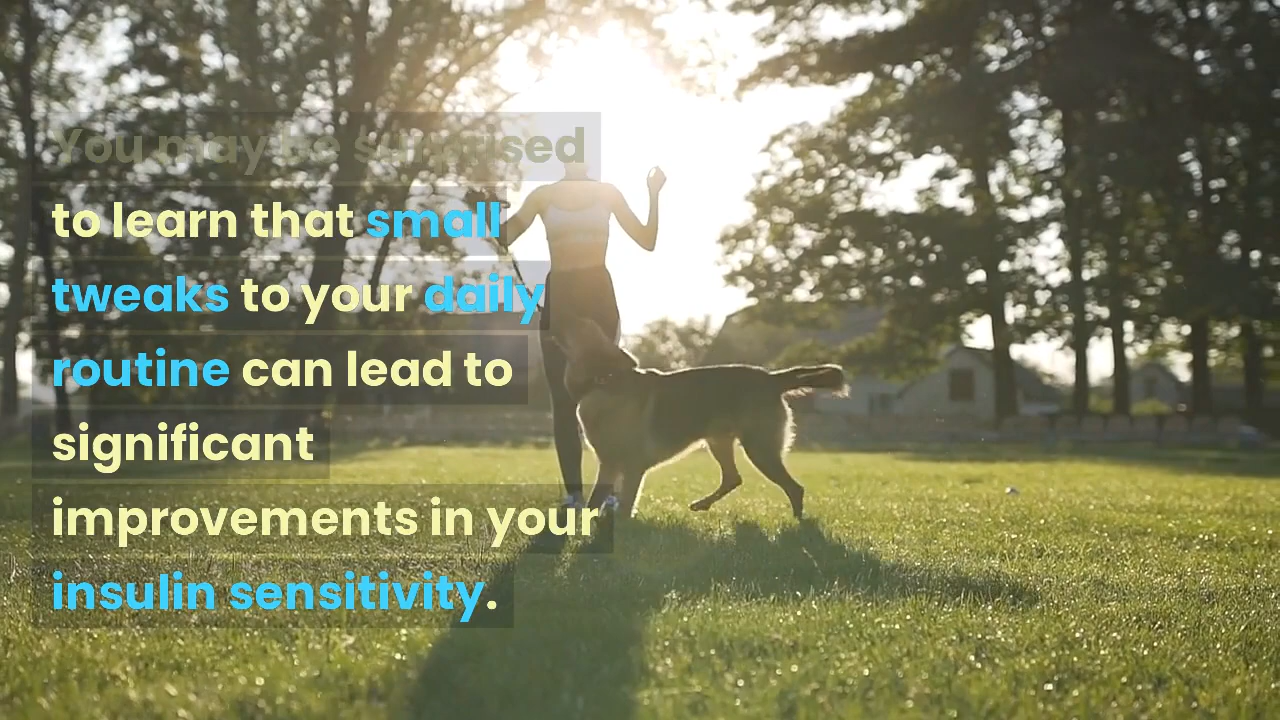 You may be surprised
to learn that small
tweaks to your daily
routine can lead to
significant
improvements in your
insulin sensitivity.